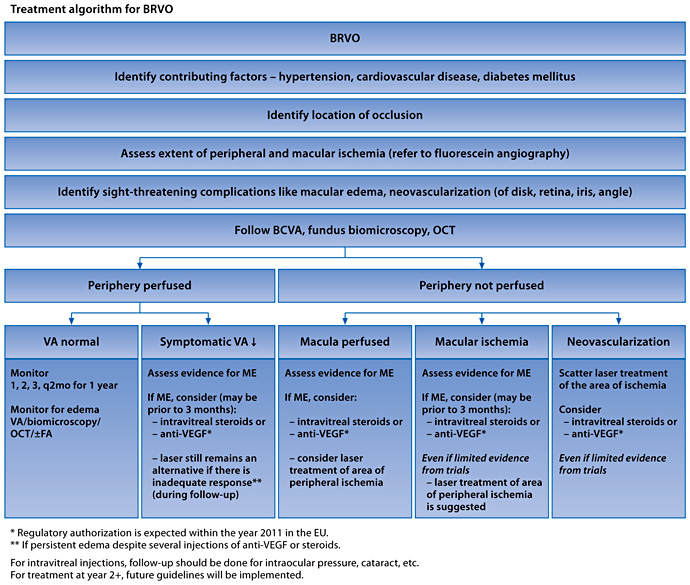 Treatment algorithm for BRVO
BRVO
Identify contributing factors – hypertension, cardiovascular disease, diabetes mellitus
Identify location of occlusion
Assess extent of peripheral and macular ischemia (refer to fluorescein angiography)
Identify sight-threatening complications like macular edema, neovascularization (of disk, retina, iris, angle)
Follow BCVA, fundus biomicroscopy, OCT
Periphery perfused
Periphery not perfused
VA normal
Monitor
1, 2, 3, q2mo for 1 year
Monitor for edema
VA/biomicroscopy/
OCT/±FA
Symptomatic VA ↓
Assess evidence for ME
If ME, consider (may be
prior to 3 months):
– intravitreal steroids or
– anti-VEGF*
– laser still remains an
alternative if there is
inadequate response**
(during follow-up)
Macula perfused
Assess evidence for ME
If ME, consider:
– intravitreal steroids or
– anti-VEGF*
– consider laser
treatment of area of
peripheral ischemia
Macular ischemia
Assess evidence for ME
If ME, consider (may be
prior to 3 months):
– intravitreal steroids or
– anti-VEGF*
Even if limited evidence
from trials
– laser treatment of area
of peripheral ischemia
is suggested
Neovascularization
Scatter laser treatment
of the area of ischemia
Consider
– intravitreal steroids or
– anti-VEGF*
Even if limited evidence
from trials
* Regulatory authorization is expected within the year 2011 in the EU.
** If persistent edema despite several injections of anti-VEGF or steroids.
For intravitreal injections, follow-up should be done for intraocular pressure, cataract, etc.
For treatment at year 2+, future guidelines will be implemented.